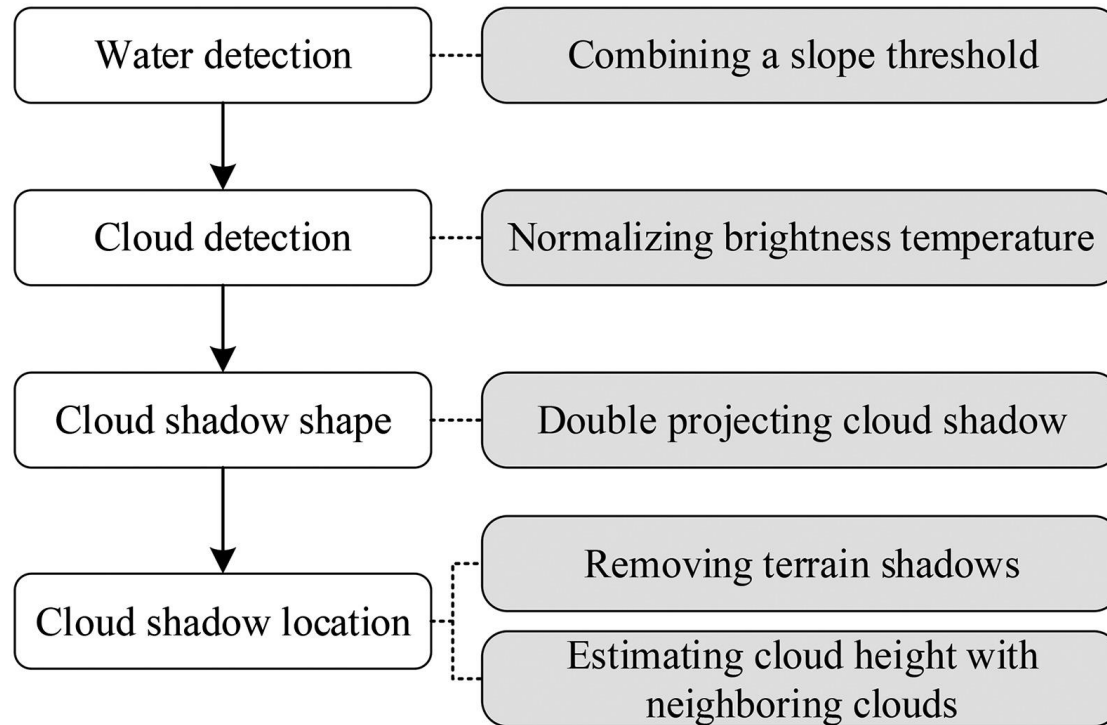 Water detection
Combining a slope threshold
Cloud detection
Normalizing brightness temperature
Cloud shadow shape
Double projecting cloud shadow
Cloud shadow location
Removing terrain shadows
Estimating cloud height with
neighboring clouds